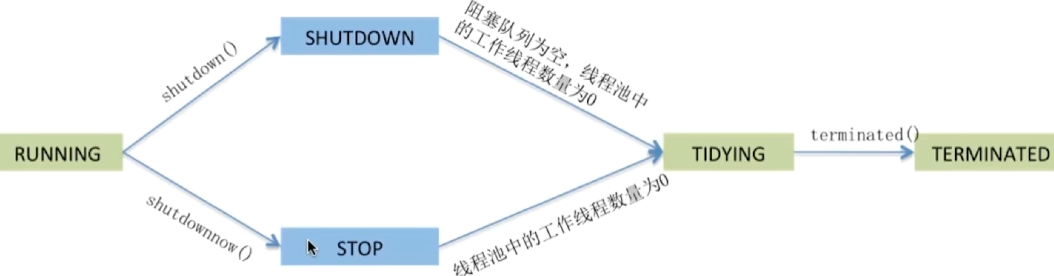 SHUTDOWN
shutdown()
阻塞队列为空，线程池中
的工作线程数量为0
RUNNING
TIDYING
terminated()
TERMINATED
shutdownnow()
STOP
线程池中的工作线程数量为0